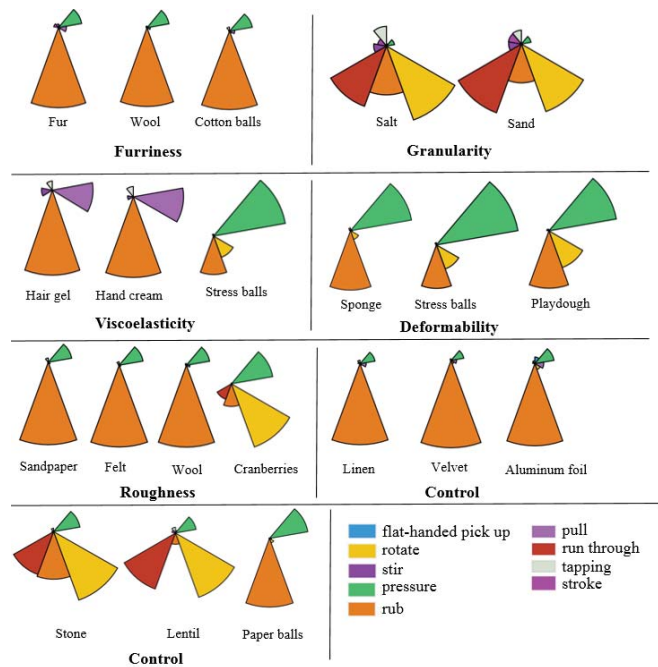 Fur Wool Cotton balls
Furriness
Salt Sand
Granularity
Hair gel Hand cream Stress balls
Viscoelasticity
Sponge Stress balls Playdough
Deformability
Sandpaper Felt Wool Cranberries
Roughness
Linen Velvet Aluminum foil
Control
Stone Lentil Paper balls
Control
flat-handed pick up
rotate
stir
pressure
rub
pull
run through
tapping
stroke